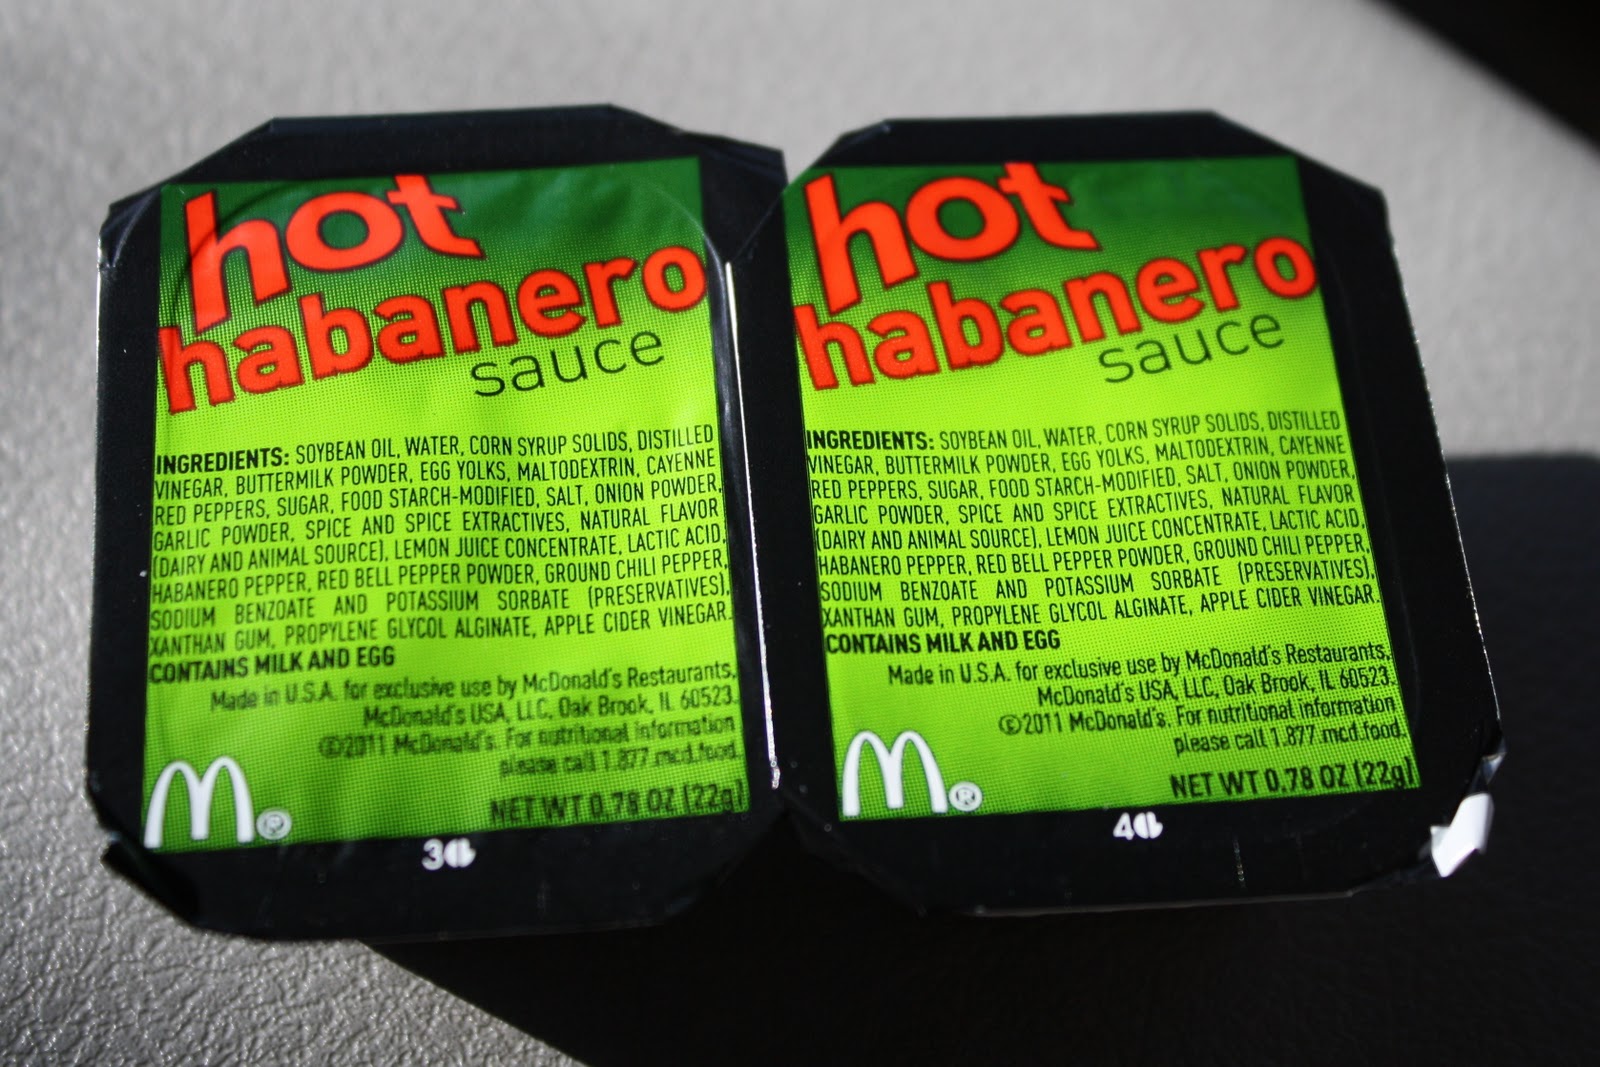 hot
habanero
sauce
INGREDIENTS: SOYBEAN OIL, WATER, CORN SYRUP SOLIDS, DISTILLED
VINEGAR, BUTTERMILK POWDER, EGG YOLKS, MALTODEXTRIN, CAYENNE
RED PEPPERS, SUGAR, FOOD STARCH-MODIFIED, SALT, ONION POWDER,
GARLIC POWDER, SPICE AND SPICE EXTRACTIVES, NATURAL FLAVOR
(DAIRY AND ANIMAL SOURCE), LEMON JUICE CONCENTRATE, LACTIC ACID,
HABANERO PEPPER, RED BELL PEPPER POWDER, GROUND CHILI PEPPER,
SODIUM BENZOATE AND POTASSIUM SORBATE (PRESERVATIVES),
XANTHAN GUM, PROPYLENE GLYCOL ALGINATE, APPLE CIDER VINEGAR.
CONTAINS MILK AND EGG
Made in U.S.A. for exclusive use by McDonald's Restaurants.
McDonald's USA, LLC, Oak Brook, IL 60523.
©2011 McDonald's. For nutritional information
please call 1.877.mcd.food.
NET WT 0.78 OZ (22g)
M®
3
hot
habanero
sauce
INGREDIENTS: SOYBEAN OIL, WATER, CORN SYRUP SOLIDS, DISTILLED
VINEGAR, BUTTERMILK POWDER, EGG YOLKS, MALTODEXTRIN, CAYENNE
RED PEPPERS, SUGAR, FOOD STARCH-MODIFIED, SALT, ONION POWDER,
GARLIC POWDER, SPICE AND SPICE EXTRACTIVES, NATURAL FLAVOR
(DAIRY AND ANIMAL SOURCE), LEMON JUICE CONCENTRATE, LACTIC ACID,
HABANERO PEPPER, RED BELL PEPPER POWDER, GROUND CHILI PEPPER,
SODIUM BENZOATE AND POTASSIUM SORBATE (PRESERVATIVES),
XANTHAN GUM, PROPYLENE GLYCOL ALGINATE, APPLE CIDER VINEGAR.
CONTAINS MILK AND EGG
Made in U.S.A. for exclusive use by McDonald's Restaurants.
McDonald's USA, LLC, Oak Brook, IL 60523.
©2011 McDonald's. For nutritional information
please call 1.877.mcd.food.
NET WT 0.78 OZ (22g)
M®
4